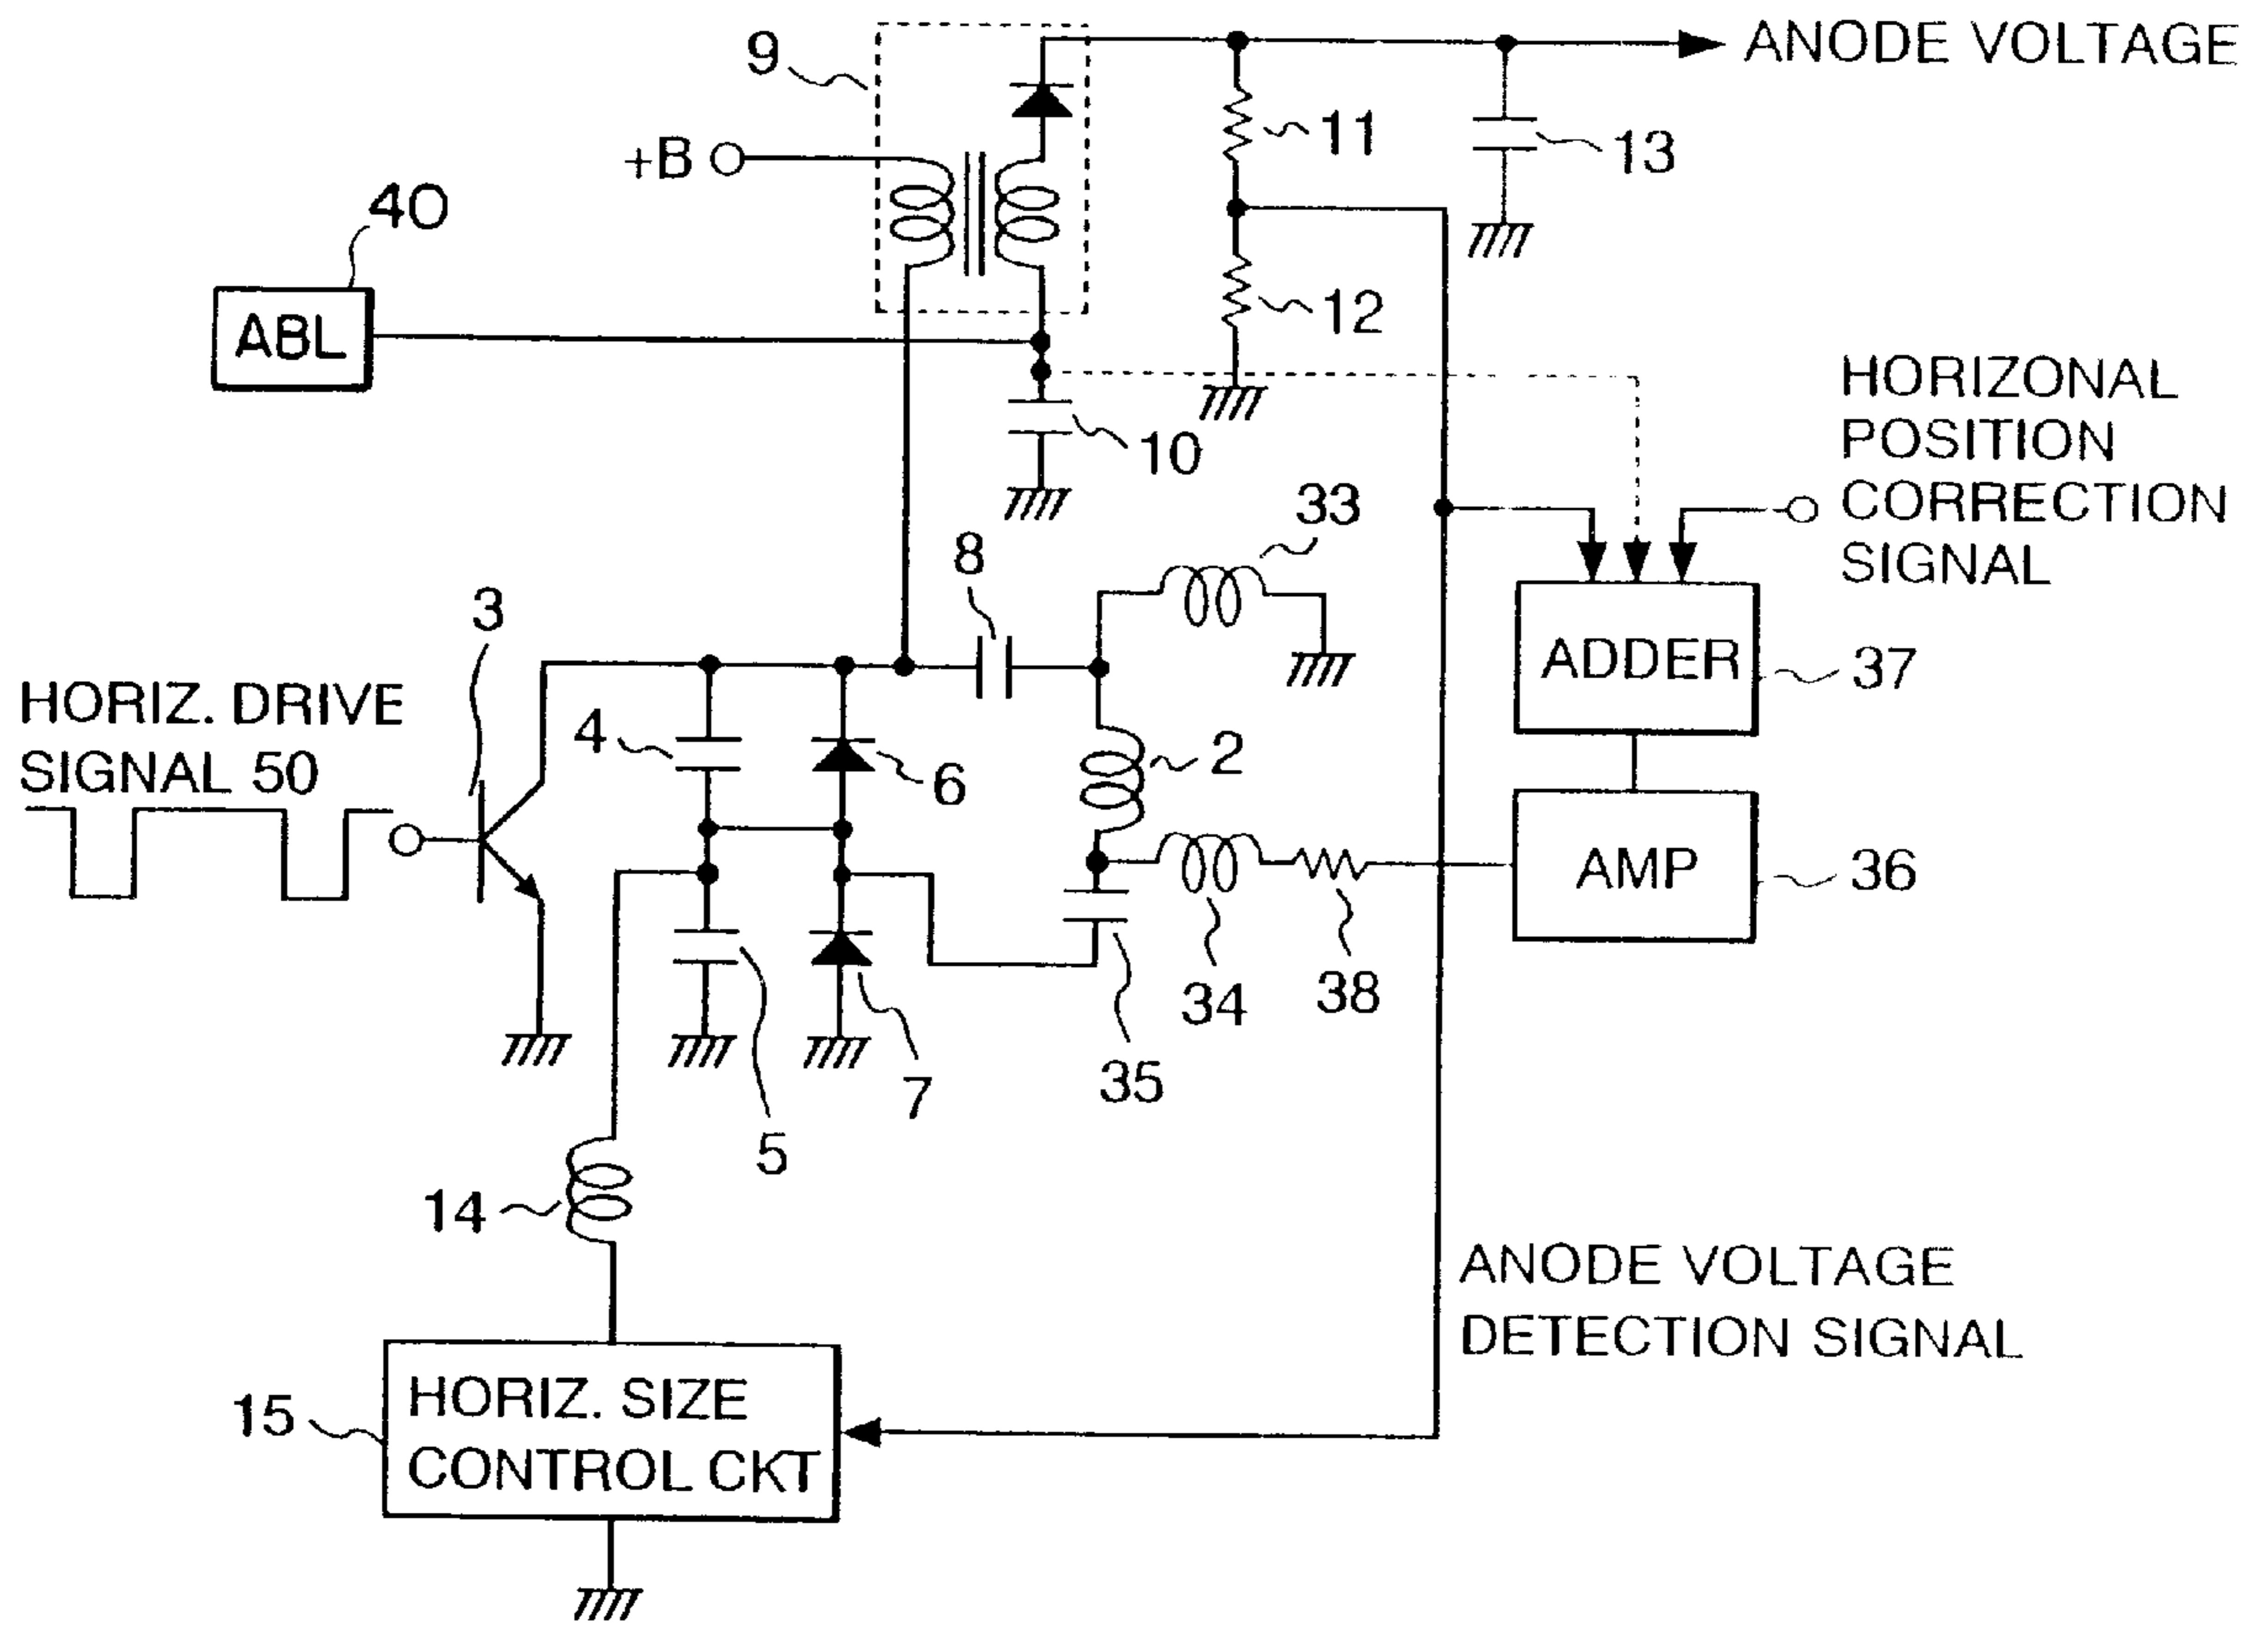 ANODE VOLTAGE
9
11
13
+B
40
12
ABL
HORIZONAL
POSITION
CORRECTION
SIGNAL
10
33
8
3
ADDER
37
HORIZ. DRIVE
SIGNAL 50
4
6
2
AMP
36
34
38
35
7
5
14
ANODE VOLTAGE
DETECTION SIGNAL
15
HORIZ. SIZE
CONTROL CKT